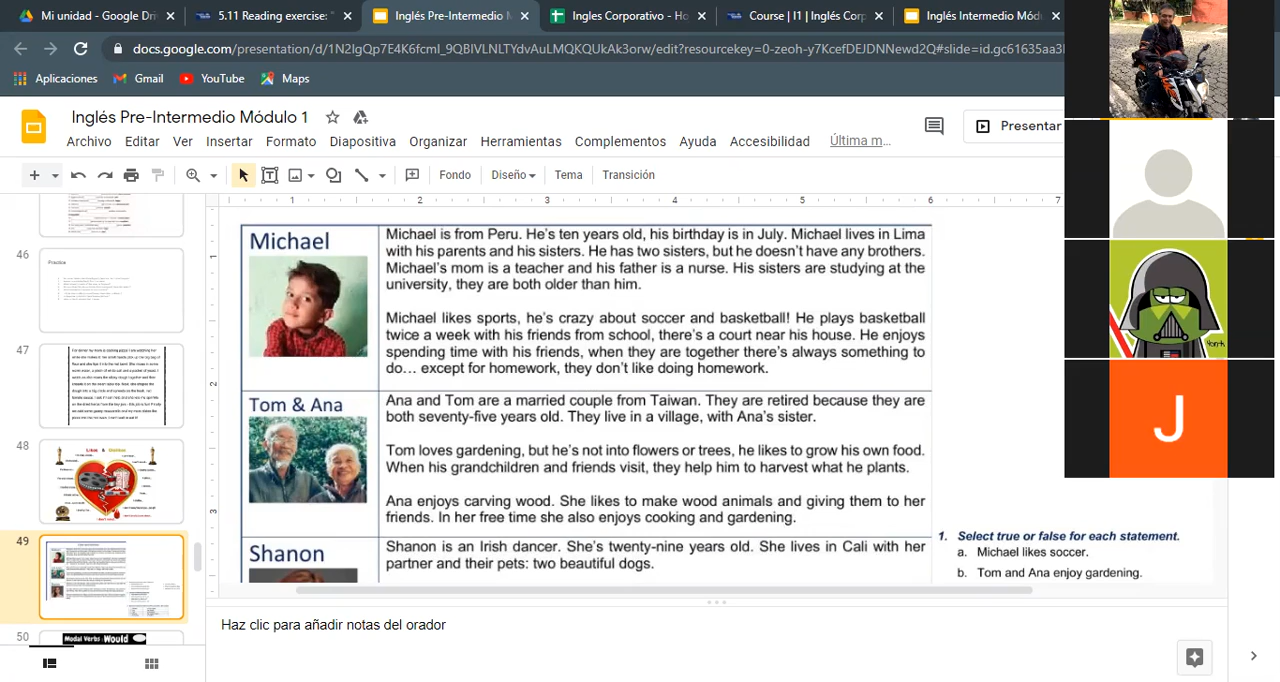 Mi unidad – Google Dri
5.11 Reading exercise:
Inglés Pre-Intermedio M
Ingles Corporativo - Ho
Course | I1 | Inglés Corp
Inglés Intermedio Mód
docs.google.com/presentation/d/1N2IgQp7E4K6fcmI_9QBIVLNLTYdvAuLMQKQUkAk3orw/edit?resourcekey=0-zeoh-y7KcefDEJDNNewd2Q#slide=id.gc61635aa3
Aplicaciones
Gmail
YouTube
Maps
Inglés Pre-Intermedio Módulo 1
Archivo Editar Ver Insertar Formato Diapositiva Organizar Herramientas Complementos Ayuda Accesibilidad Última m...
Presentar
Fondo Diseño Tema Transición
1 2 3 4 5 6 7
46
Practice
47
48
Likes &
49
50
Modal Verbs Would
Michael
Michael is from Peru. He's ten years old, his birthday is in July. Michael lives in Lima
with his parents and his sisters. He has two sisters, but he doesn't have any brothers.
Michael's mom is a teacher and his father is a nurse. His sisters are studying at the
university, they are both older than him.
Michael likes sports, he's crazy about soccer and basketball! He plays basketball
twice a week with his friends from school, there's a court near his house. He enjoys
spending time with his friends, when they are together there's always something to
do… except for homework, they don't like doing homework.
Tom & Ana
Ana and Tom are a married couple from Taiwan. They are retired because they are
both seventy-five years old. They live in a village, with Ana's sister.
Tom loves gardening, but he's not into flowers or trees, he likes to grow his own food.
When his grandchildren and friends visit, they help him to harvest what he plants.
Ana enjoys carving wood. She likes to make wood animals and giving them to her
friends. In her free time she also enjoys cooking and gardening.
Shanon
Shanon is an Irish dancer. She's twenty-nine years old. She lives in Cali with her
partner and their pets: two beautiful dogs.
1. Select true or false for each statement.
a. Michael likes soccer.
b. Tom and Ana enjoy gardening.
Haz clic para añadir notas del orador
J